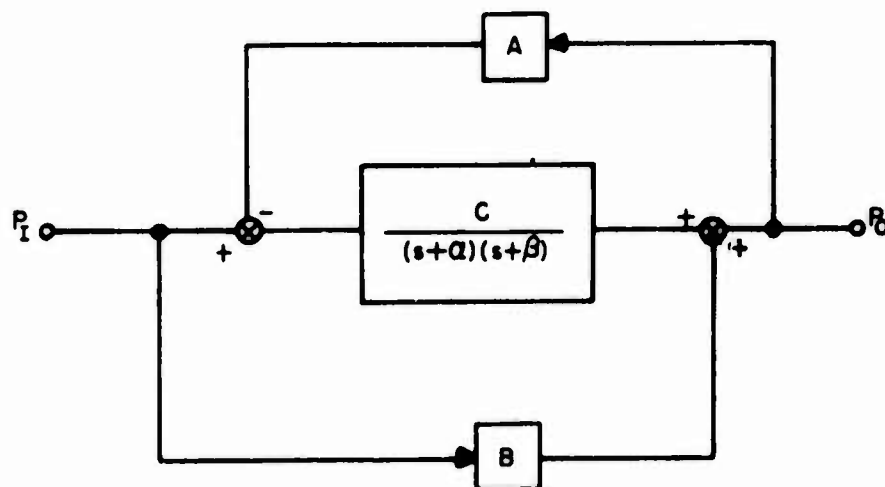 A
P_I
-
+
C
(s+α)(s+β)
+
+
P_O
B